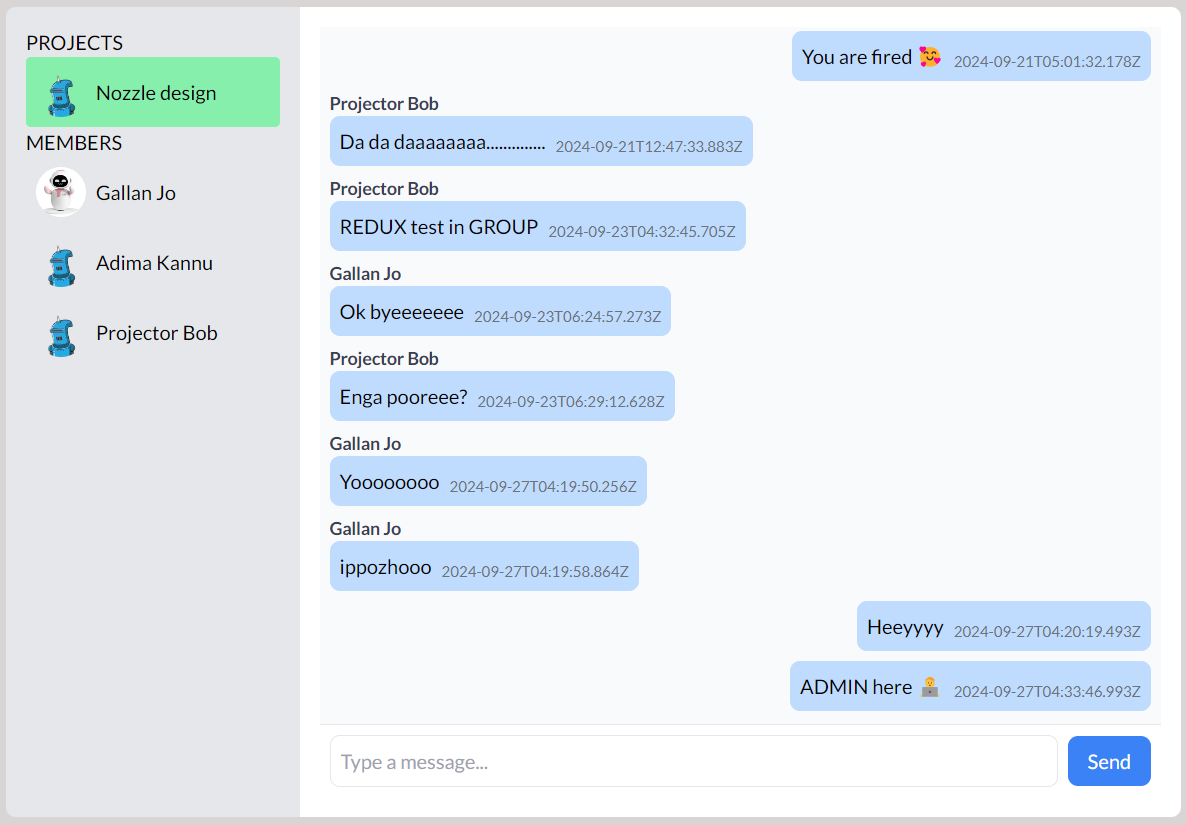 PROJECTS
Nozzle design
MEMBERS
Gallan Jo
Adima Kannu
Projector Bob
You are fired 🥰 2024-09-21T05:01:32.178Z
Projector Bob
Da da daaaaaaaa.............. 2024-09-21T12:47:33.883Z
Projector Bob
REDUX test in GROUP 2024-09-23T04:32:45.705Z
Gallan Jo
Ok byeeeeeee 2024-09-23T06:24:57.273Z
Projector Bob
Enga pooreee? 2024-09-23T06:29:12.628Z
Gallan Jo
Yoooooooo 2024-09-27T04:19:50.256Z
Gallan Jo
ippozhooo 2024-09-27T04:19:58.864Z
Heeyyyy 2024-09-27T04:20:19.493Z
ADMIN here 🧑‍💻 2024-09-27T04:33:46.993Z
Type a message...
Send